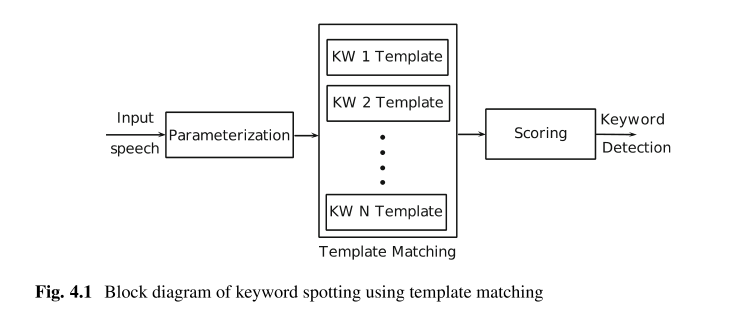 KW 1 Template
KW 2 Template
Input
speech
Parameterization
Scoring
Keyword
Detection
KW N Template
Template Matching
Fig. 4.1 Block diagram of keyword spotting using template matching